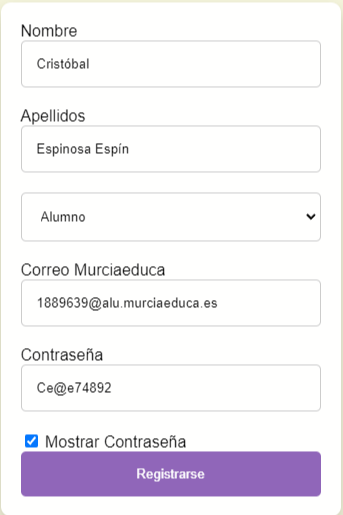 Nombre
Cristóbal
Apellidos
Espinosa Espín
Alumno
Correo Murciaeduca
1889639@alu.murciaeduca.es
Contraseña
Ce@e74892
Mostrar Contraseña
Registrarse